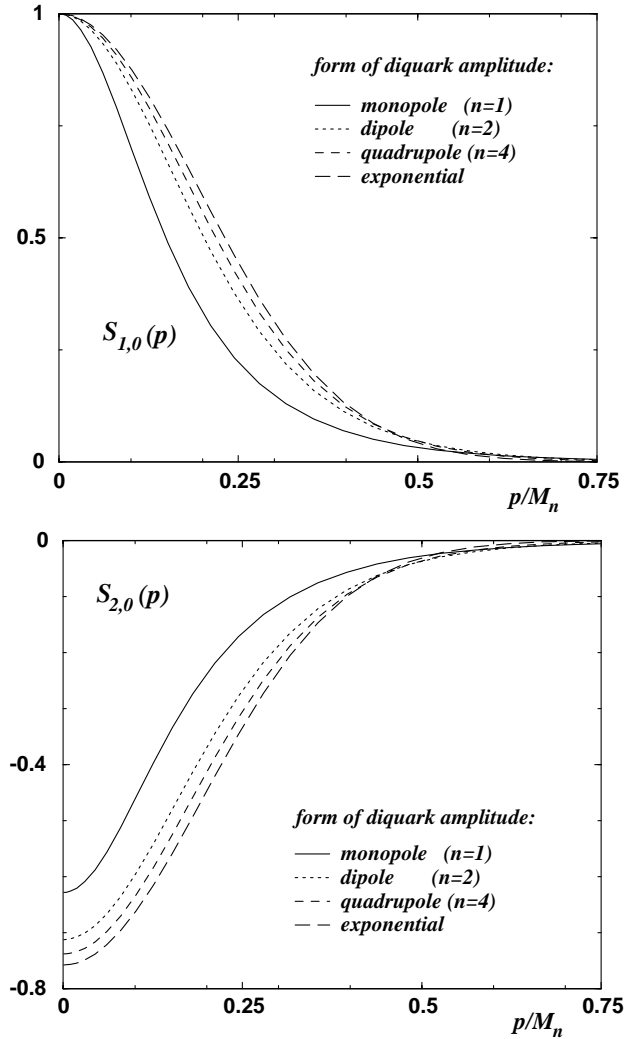 1
form of diquark amplitude:
monopole (n=1)
dipole (n=2)
quadrupole (n=4)
exponential
0.5
S1,0(p)
0
0 0.25 0.5 0.75
p/Mn
0
S2,0(p)
-0.4
form of diquark amplitude:
monopole (n=1)
dipole (n=2)
quadrupole (n=4)
exponential
-0.8
0 0.25 0.5 0.75
p/Mn